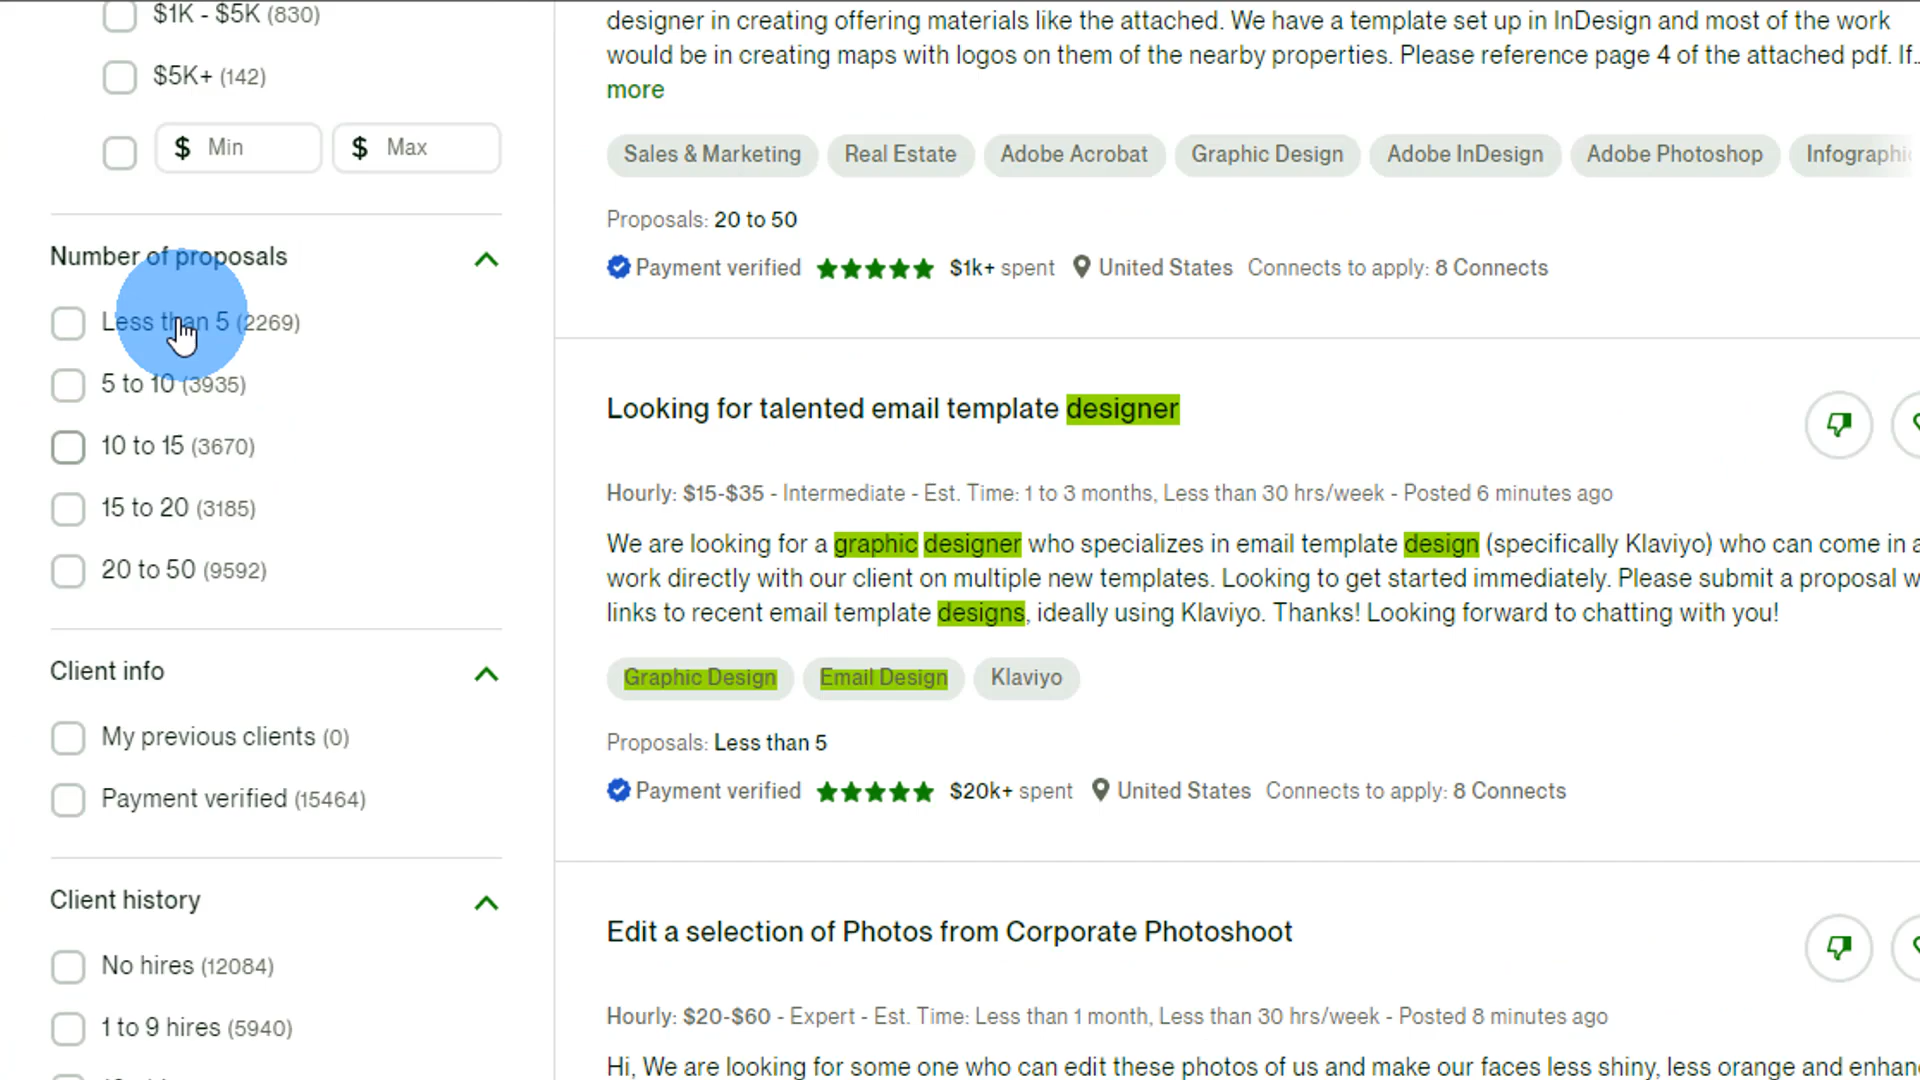 $1K - $5K (830)
$5K+ (142)
$ Min $ Max
Number of proposals
Less than 5 (2269)
5 to 10 (3935)
10 to 15 (3670)
15 to 20 (3185)
20 to 50 (9592)
Client info
My previous clients (0)
Payment verified (15464)
Client history
No hires (12084)
1 to 9 hires (5940)
designer in creating offering materials like the attached. We have a template set up in InDesign and most of the work
would be in creating maps with logos on them of the nearby properties. Please reference page 4 of the attached pdf. If...
more
Sales & Marketing Real Estate Adobe Acrobat Graphic Design Adobe InDesign Adobe Photoshop Infographic
Proposals: 20 to 50
Payment verified $1k+ spent United States Connects to apply: 8 Connects
Looking for talented email template designer
Hourly: $15-$35 - Intermediate - Est. Time: 1 to 3 months, Less than 30 hrs/week - Posted 6 minutes ago
We are looking for a graphic designer who specializes in email template design (specifically Klaviyo) who can come in a
work directly with our client on multiple new templates. Looking to get started immediately. Please submit a proposal w
links to recent email template designs, ideally using Klaviyo. Thanks! Looking forward to chatting with you!
Graphic Design Email Design Klaviyo
Proposals: Less than 5
Payment verified $20k+ spent United States Connects to apply: 8 Connects
Edit a selection of Photos from Corporate Photoshoot
Hourly: $20-$60 - Expert - Est. Time: Less than 1 month, Less than 30 hrs/week - Posted 8 minutes ago
Hi, We are looking for some one who can edit these photos of us and make our faces less shiny, less orange and enhan